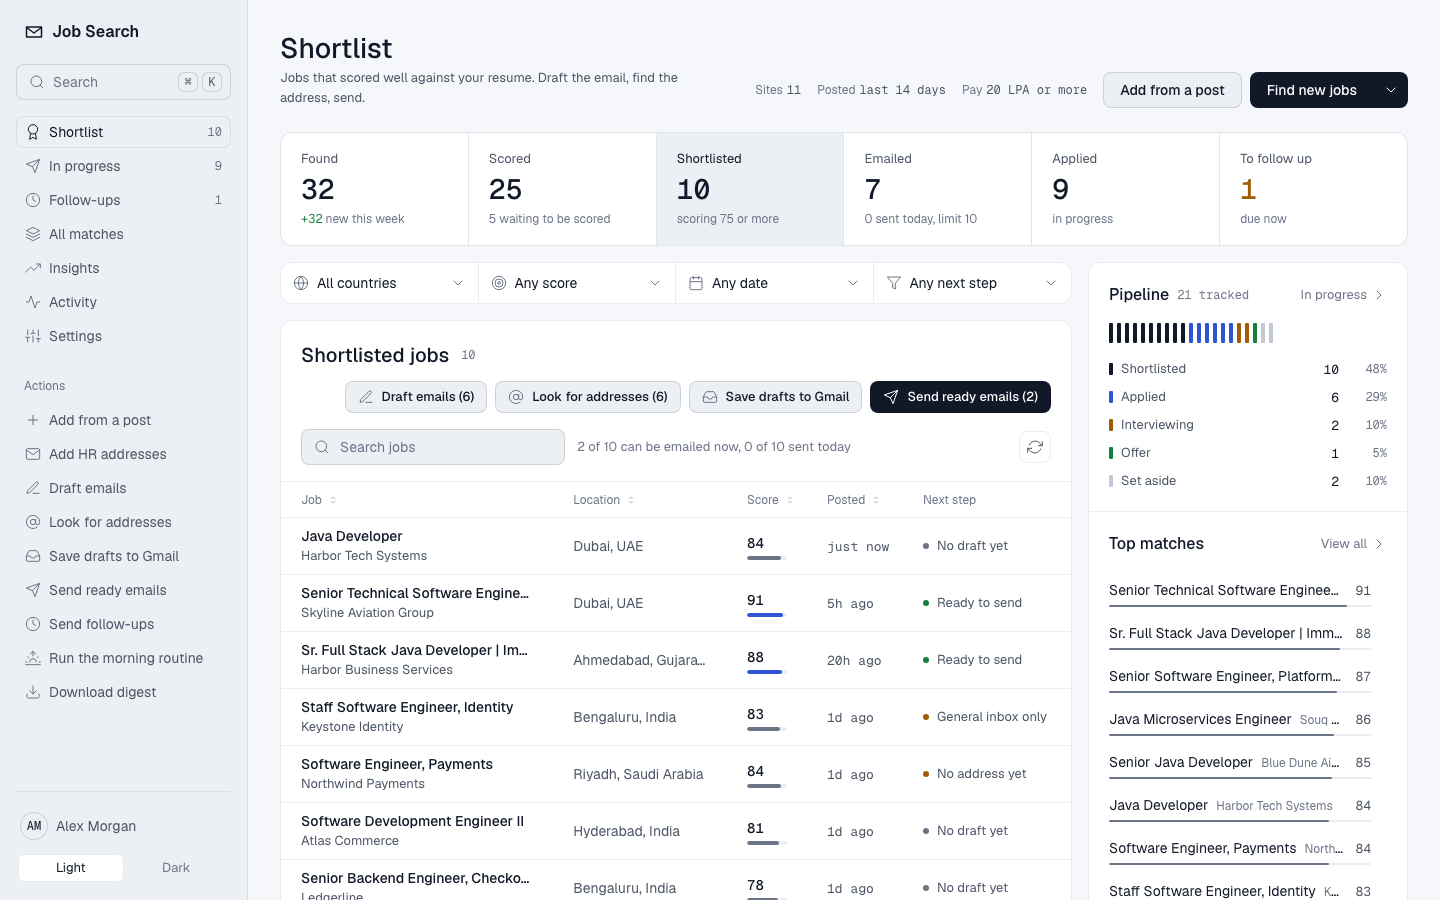 Job Search
Search ⌘ K
Shortlist 10
In progress 9
Follow-ups 1
All matches
Insights
Activity
Settings
Actions
Add from a post
Add HR addresses
Draft emails
Look for addresses
Save drafts to Gmail
Send ready emails
Send follow-ups
Run the morning routine
Download digest
AM Alex Morgan
Light Dark
Shortlist
Jobs that scored well against your resume. Draft the email, find the
address, send.
Sites 11 Posted last 14 days Pay 20 LPA or more
Add from a post
Find new jobs
Found
32
+32 new this week
Scored
25
5 waiting to be scored
Shortlisted
10
scoring 75 or more
Emailed
7
0 sent today, limit 10
Applied
9
in progress
To follow up
1
due now
All countries
Any score
Any date
Any next step
Shortlisted jobs 10
Draft emails (6)
Look for addresses (6)
Save drafts to Gmail
Send ready emails (2)
Search jobs
2 of 10 can be emailed now, 0 of 10 sent today
Job Location Score Posted Next step
Java Developer
Harbor Tech Systems
Dubai, UAE 84 just now No draft yet
Senior Technical Software Engine...
Skyline Aviation Group
Dubai, UAE 91 5h ago Ready to send
Sr. Full Stack Java Developer | Im...
Harbor Business Services
Ahmedabad, Gujara... 88 20h ago Ready to send
Staff Software Engineer, Identity
Keystone Identity
Bengaluru, India 83 1d ago General inbox only
Software Engineer, Payments
Northwind Payments
Riyadh, Saudi Arabia 84 1d ago No address yet
Software Development Engineer II
Atlas Commerce
Hyderabad, India 81 1d ago No draft yet
Senior Backend Engineer, Checko...
Ledgerline
Bengaluru, India 78 1d ago No draft yet
Pipeline 21 tracked In progress
Shortlisted 10 48%
Applied 6 29%
Interviewing 2 10%
Offer 1 5%
Set aside 2 10%
Top matches View all
Senior Technical Software Enginee... 91
Sr. Full Stack Java Developer | Imm... 88
Senior Software Engineer, Platform... 87
Java Microservices Engineer Souq ... 86
Senior Java Developer Blue Dune Ai... 85
Java Developer Harbor Tech Systems 84
Software Engineer, Payments North... 84
Staff Software Engineer, Identity K... 83